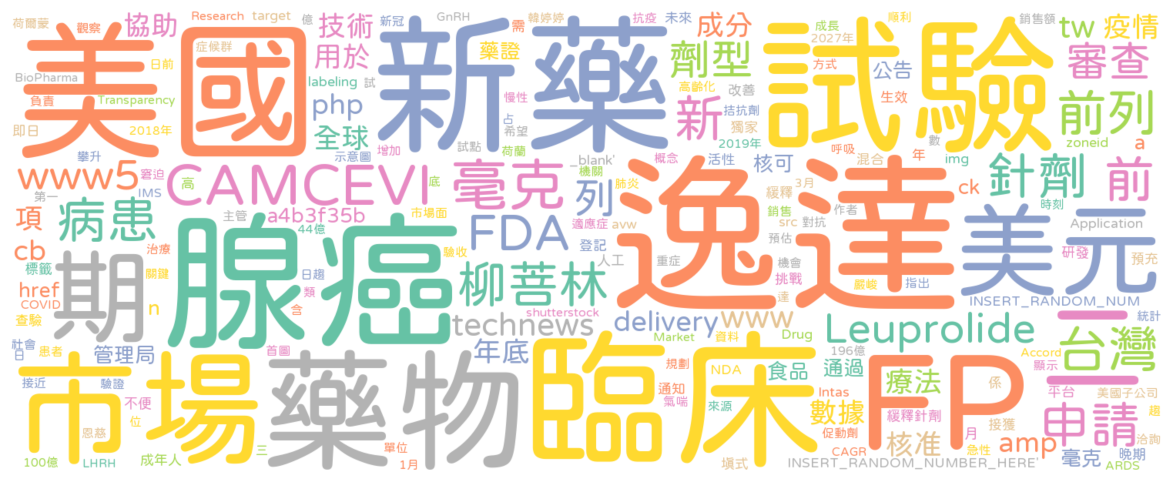 美國
新藥
試驗
腺癌
逸達
美元
市場
藥物
臨床
FP
期
CAMCEVI
毫克
FDA
柳菩林
technews
delivery
www
Leuprolide
台灣
一
申請
針劑
前
前列
審查
tw
疫情
新
劑型
成分
藥證
技術
用於
協助
php
全球
www5
病患
項
cb
href
n
a4b3f35b
列
核可
ck
年底
管理局
食品
通過
療法
數據
核准
amp
毫克
荷爾蒙
觀察
Research
target
億
新冠
GnRH
韓婷婷
抗疫
未來
需
成長
2027年
順利
銷售額
方式
公告
高齡化
改善
生效
拮抗劑
獨家
2019年
呼吸
數
zoneid
a
症候群
日前
BioPharma
負責
Transparency
即日
2018年
labeling
試
慢性
占
希望
示意圖
試點
荷蘭
增加
攀升
窘迫
第一
IMS
高
底
_blank'
機關
概念
活性
混合
年
img
肺炎
緩釋
3月
適應症
avw
銷售
src
對抗
作者
時刻
登記
驗收
市場面
主管
44億
人工
重症
預估
機會
挑戰
達
嚴峻
指出
研發
Application
預充
標籤
COVID
查驗
治療
關鍵
日趨
類
含
shutterstock
INSERT_RANDOM_NUM
統計
社會
日
患者
接近
驗證
不便
位
恩慈
100億
LHRH
成年人
三
首圖
單位
1月
Market
資料
Drug
規劃
通知
氣喘
NDA
來源
196億
Intas
促動劑
緩釋針劑
CAGR
塡式
INSERT_RANDOM_NUMBER_HERE
月
急性
係
接獲
Accord
顯示
平台
美國子公司
趨
洽詢
晚期
ARDS